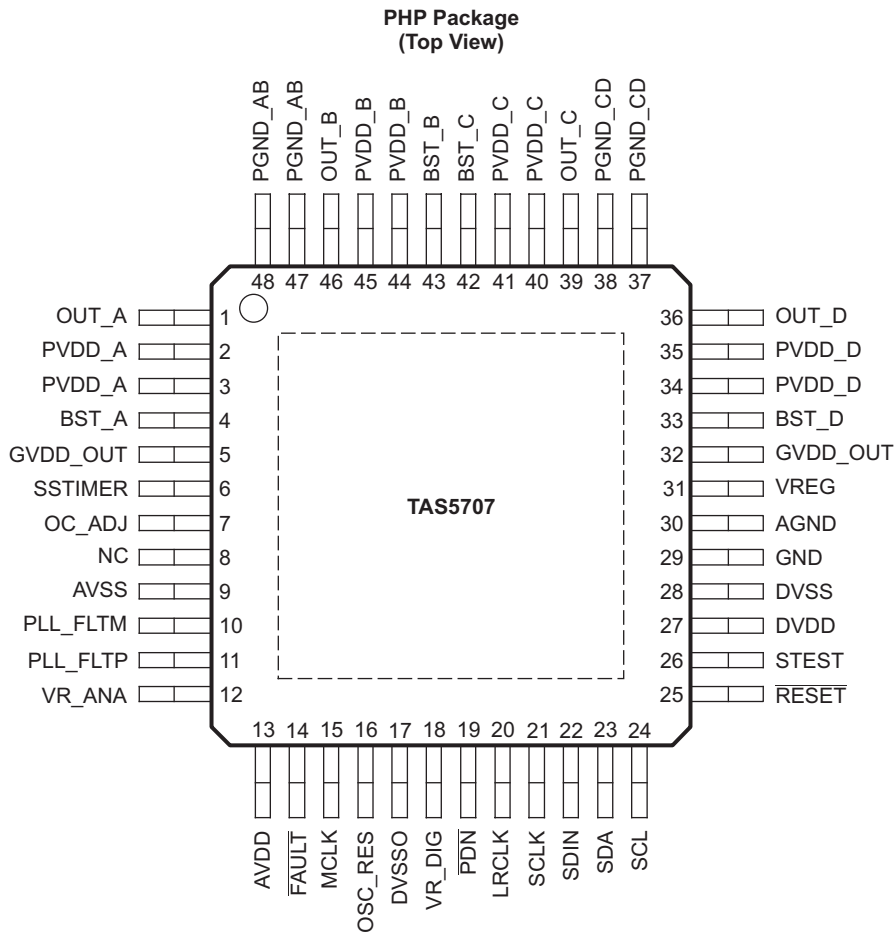 PHP Package
(Top View)
PGND_AB
PGND_AB
OUT_B
PVDD_B
PVDD_B
BST_B
BST_C
PVDD_C
PVDD_C
OUT_C
PGND_CD
PGND_CD
48 47 46 45 44 43 42 41 40 39 38 37
OUT_A 1 36 OUT_D
PVDD_A 2 35 PVDD_D
PVDD_A 3 34 PVDD_D
BST_A 4 33 BST_D
GVDD_OUT 5 32 GVDD_OUT
SSTIMER 6 31 VREG
OC_ADJ 7 TAS5707 30 AGND
NC 8 29 GND
AVSS 9 28 DVSS
PLL_FLTM 10 27 DVDD
PLL_FLTP 11 26 STEST
VR_ANA 12 25 RESET
13 14 15 16 17 18 19 20 21 22 23 24
AVDD
FAULT
MCLK
OSC_RES
DVSSO
VR_DIG
PDN
LRCLK
SCLK
SDIN
SDA
SCL